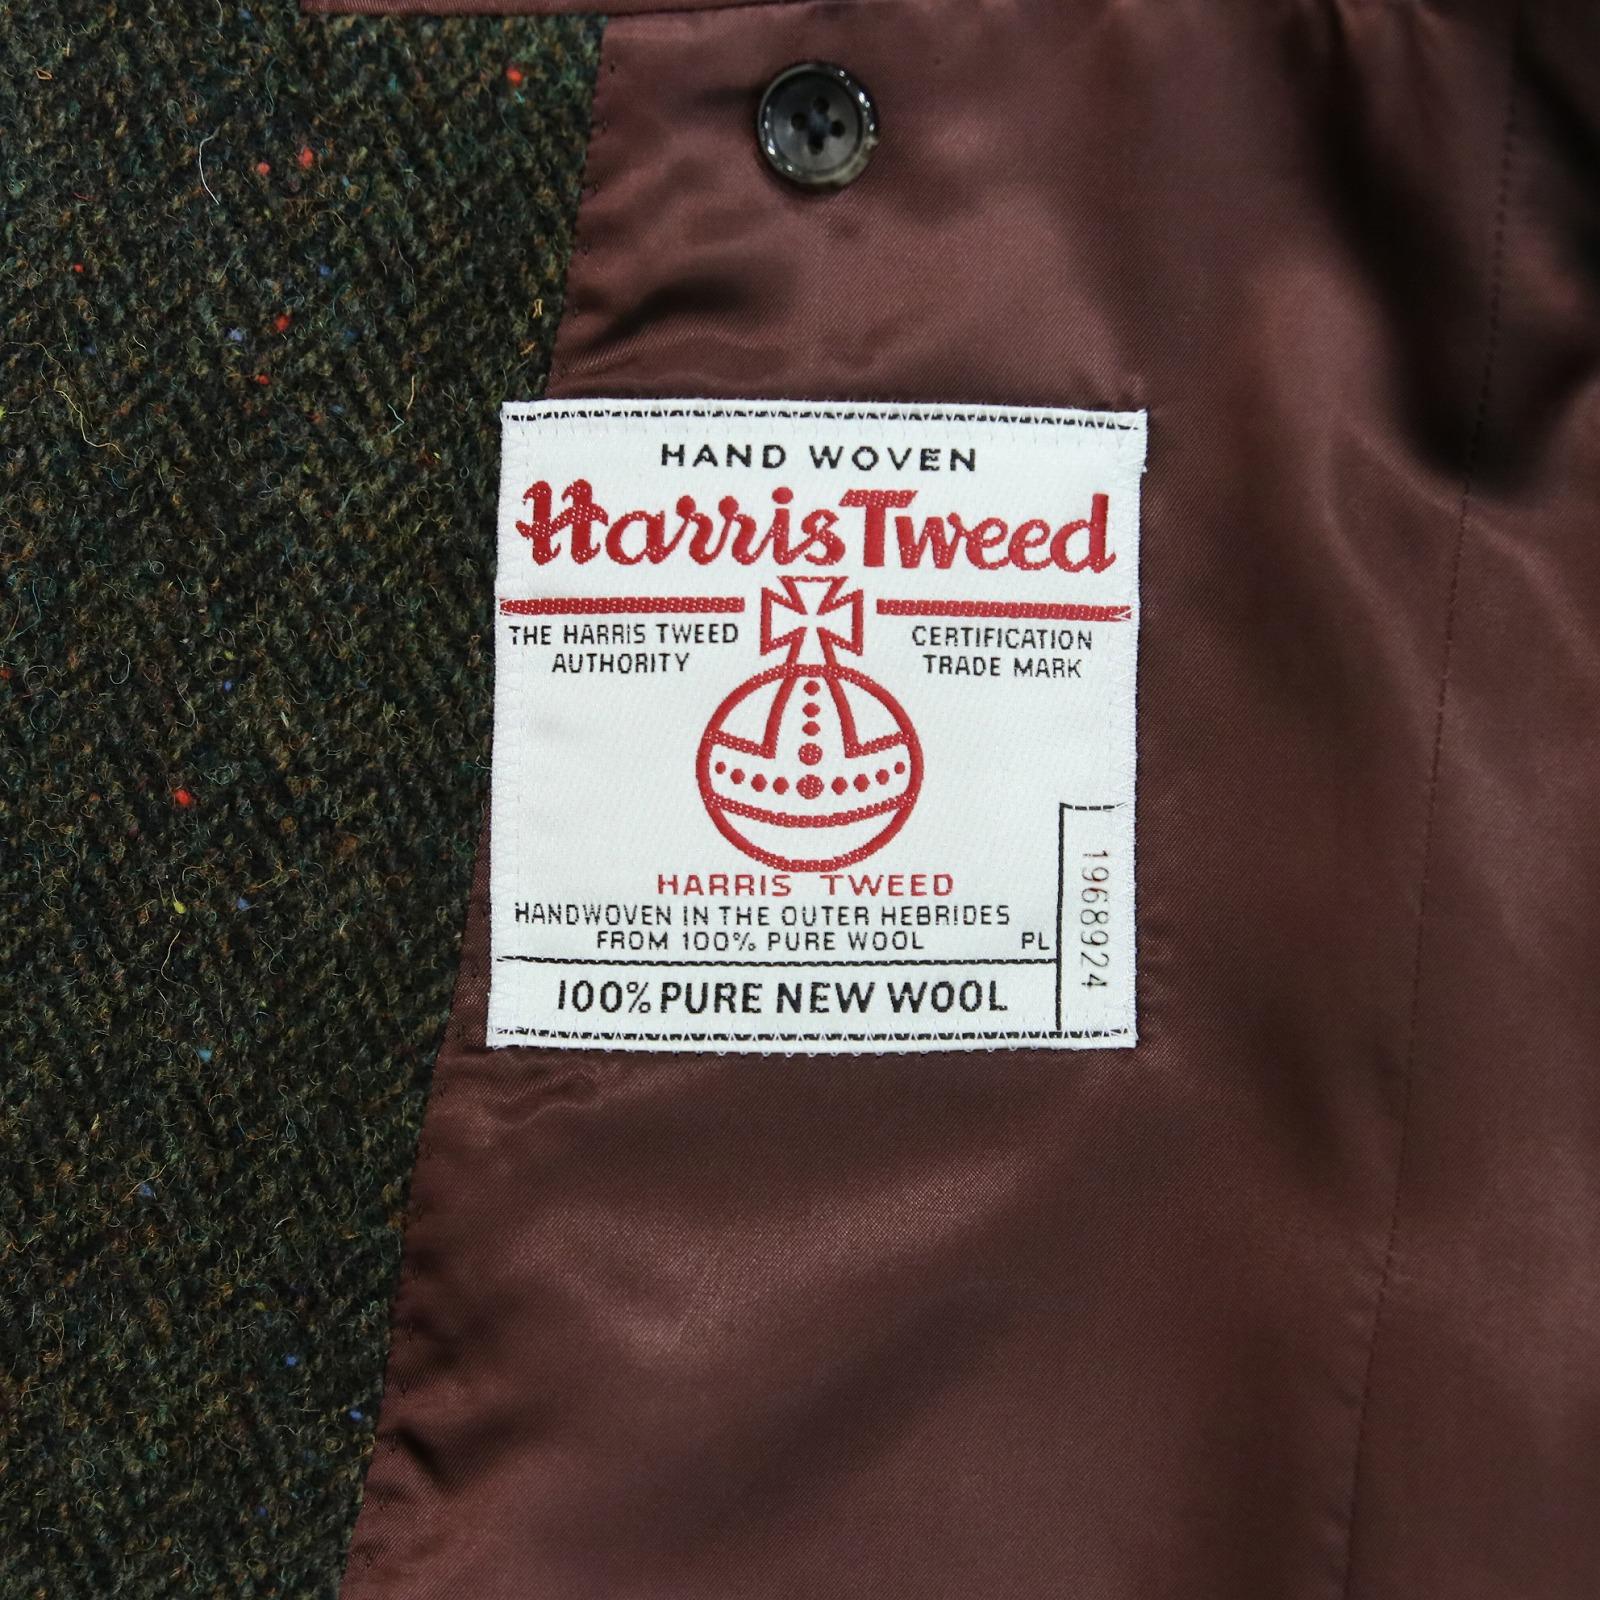 HAND WOVEN
Harris Tweed
THE HARRIS TWEED
AUTHORITY
CERTIFICATION
TRADE MARK
HARRIS TWEED
HANDWOVEN IN THE OUTER HEBRIDES
FROM 100% PURE WOOL
PL
100% PURE NEW WOOL
1968924